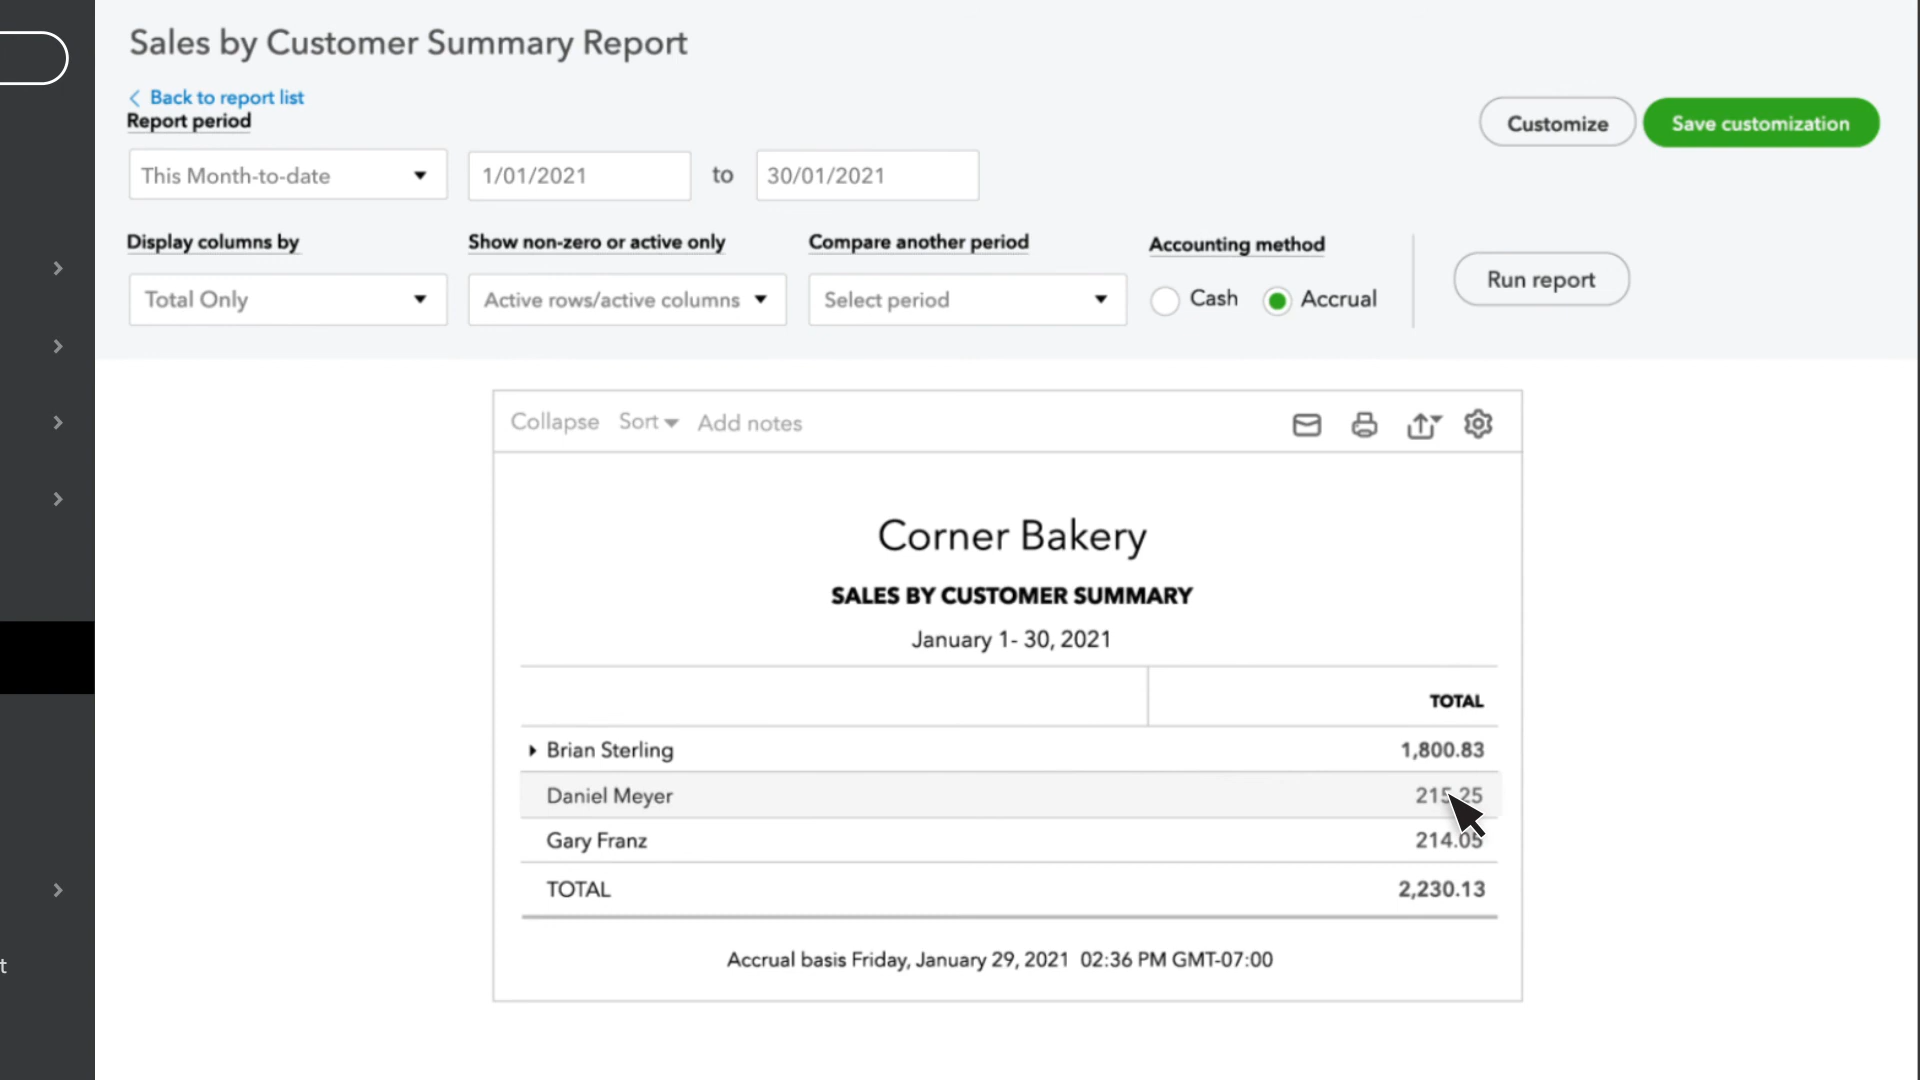 Sales by Customer Summary Report
Back to report list
Report period
Customize
Save customization
This Month-to-date
1/01/2021
to
30/01/2021
Display columns by
Show non-zero or active only
Compare another period
Accounting method
Total Only
Active rows/active columns
Select period
Cash
Accrual
Run report
Collapse
Sort
Add notes
Corner Bakery
SALES BY CUSTOMER SUMMARY
January 1- 30, 2021
TOTAL
Brian Sterling 1,800.83
Daniel Meyer 215.25
Gary Franz 214.05
TOTAL 2,230.13
t
Accrual basis Friday, January 29, 2021 02:36 PM GMT-07:00